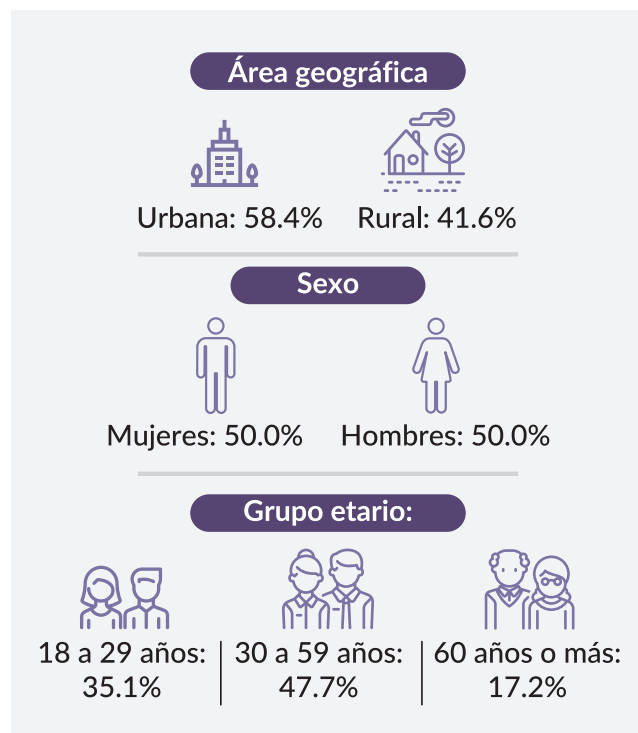 Área geográfica
Urbana: 58.4% Rural: 41.6%
Sexo
Mujeres: 50.0% Hombres: 50.0%
Grupo etario:
18 a 29 años: 30 a 59 años: 60 años o más:
35.1% 47.7% 17.2%